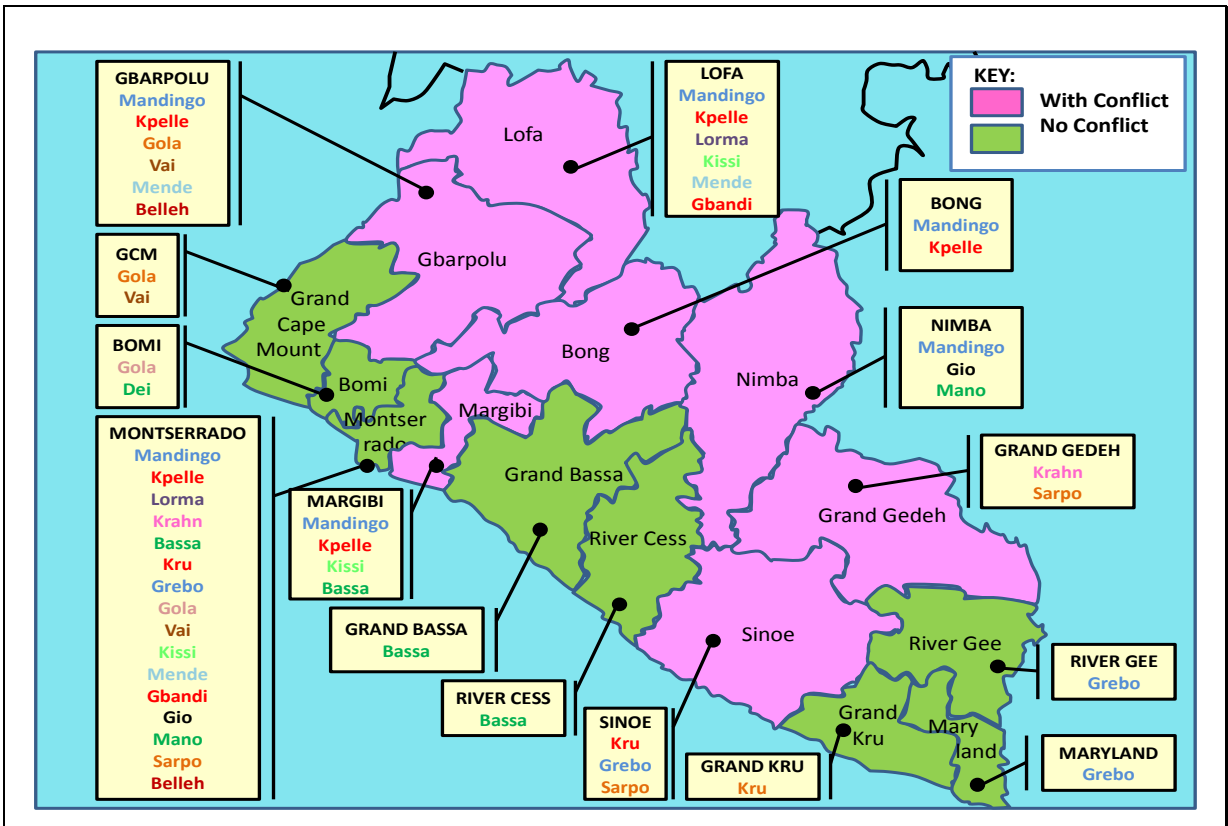 GBARPOLU
Mandingo
Kpelle
Gola
Vai
Mende
Belleh
GCM
Gola
Vai
BOMI
Gola
Dei
MONTSERRADO
Mandingo
Kpelle
Lorma
Krahn
Bassa
Kru
Grebo
Gola
Vai
Kissi
Mende
Gbandi
Gio
Mano
Sarpo
Belleh
MARGIBI
Mandingo
Kpelle
Kissi
Bassa
GRAND BASSA
Bassa
RIVER CESS
Bassa
SINOE
Kru
Grebo
Sarpo
GRAND KRU
Kru
LOFA
Mandingo
Kpelle
Lorma
Kissi
Mende
Gbandi
KEY:
With Conflict
No Conflict
BONG
Mandingo
Kpelle
NIMBA
Mandingo
Gio
Mano
GRAND GEDEH
Krahn
Sarpo
RIVER GEE
Grebo
MARYLAND
Grebo
Lofa
Gbarpolu
Grand
Cape
Mount
Bomi
Montser
rado
Margibi
Bong
Nimba
Grand Bassa
River Cess
Grand Gedeh
Sinoe
River Gee
Grand
Kru
Mary
land